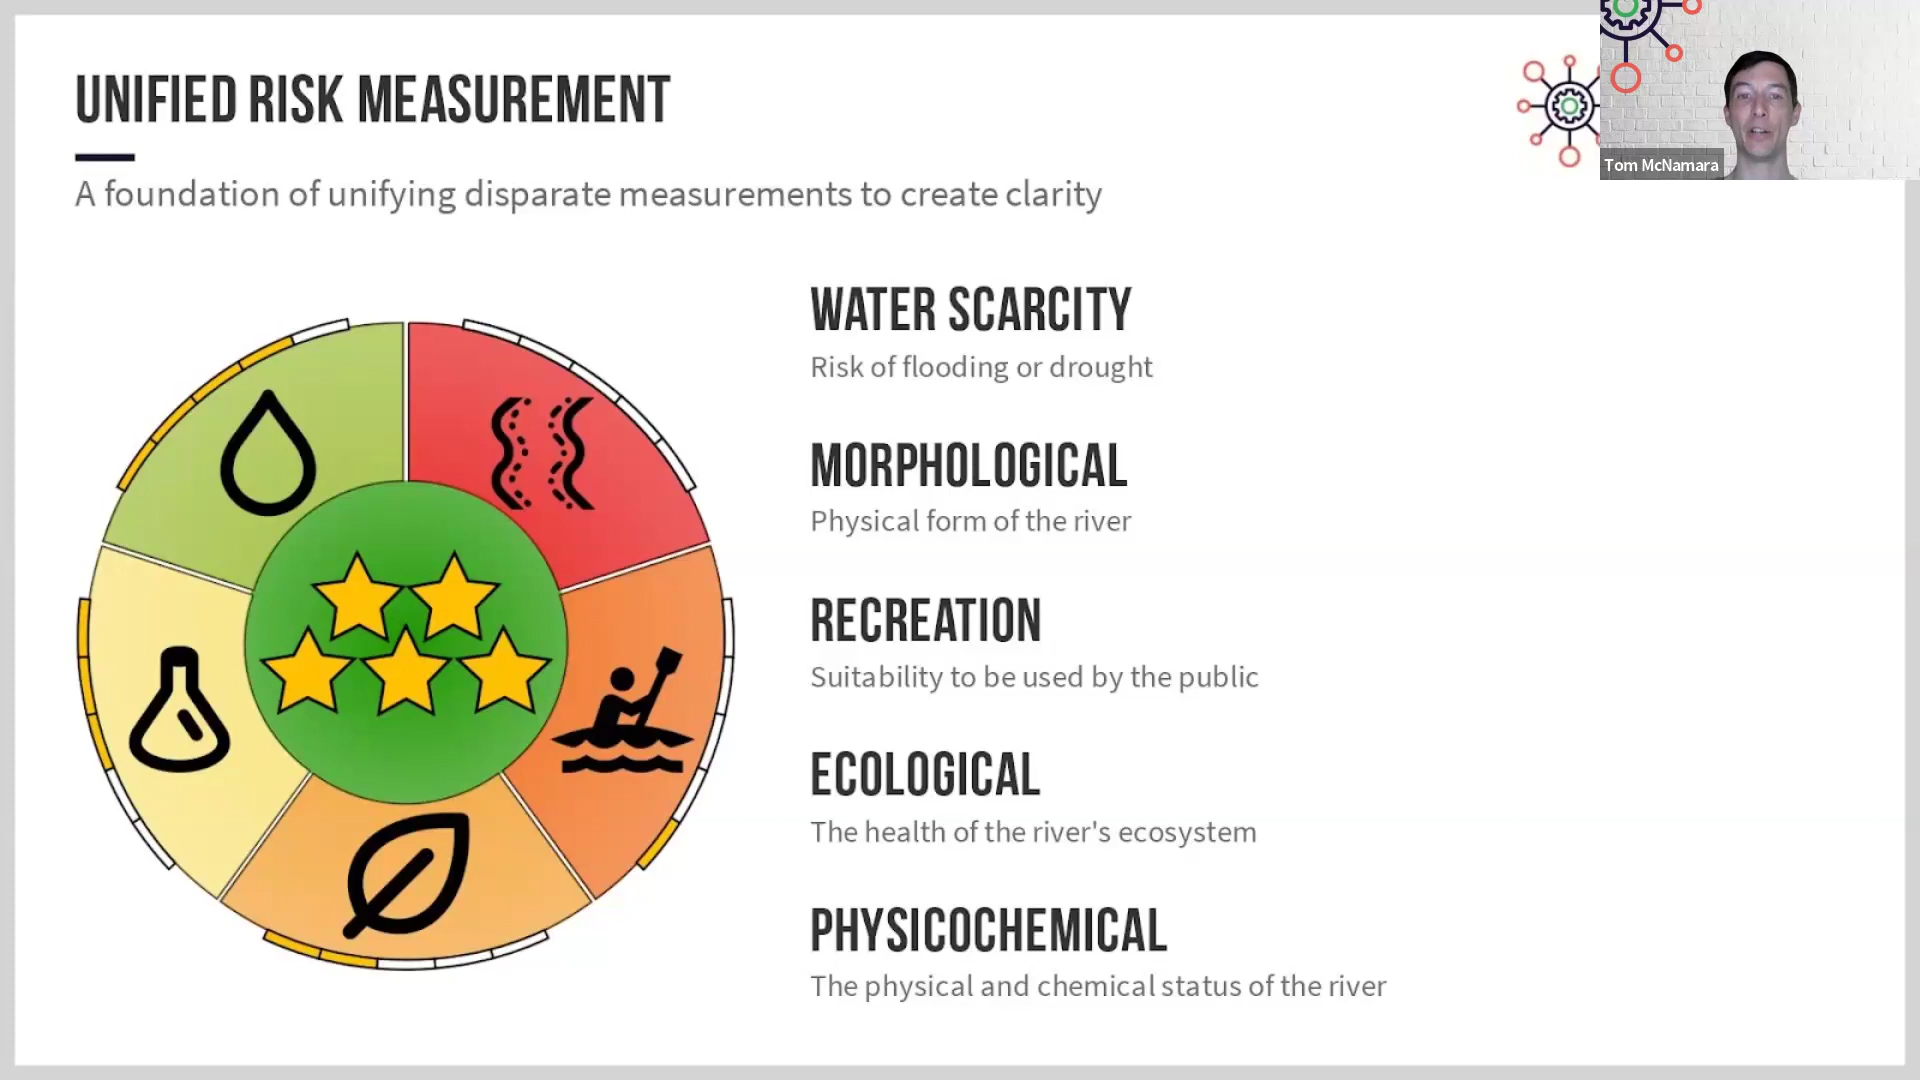 UNIFIED RISK MEASUREMENT
A foundation of unifying disparate measurements to create clarity
Tom McNamara
WATER SCARCITY
Risk of flooding or drought
MORPHOLOGICAL
Physical form of the river
RECREATION
Suitability to be used by the public
ECOLOGICAL
The health of the river's ecosystem
PHYSICOCHEMICAL
The physical and chemical status of the river